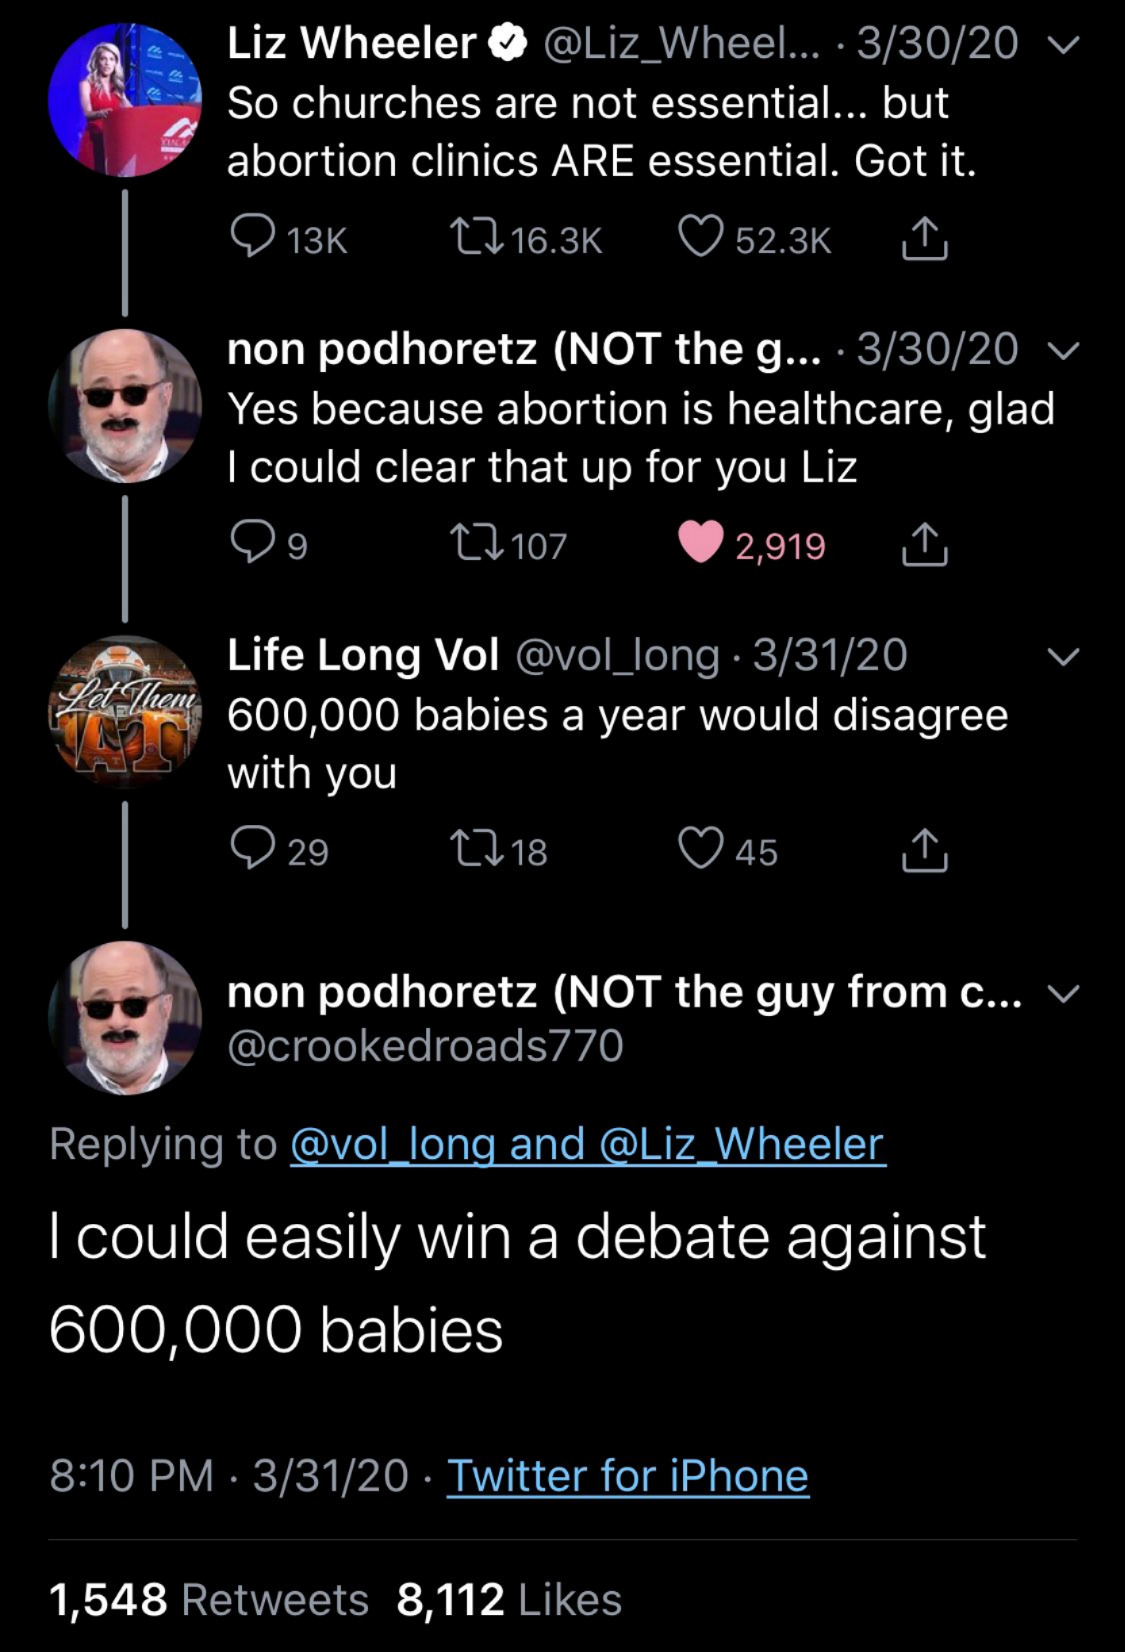 Liz Wheeler @Liz_Wheel... · 3/30/20
So churches are not essential... but
abortion clinics ARE essential. Got it.
13K 16.3K 52.3K
non podhoretz (NOT the g... · 3/30/20
Yes because abortion is healthcare, glad
I could clear that up for you Liz
9 107 2,919
Let Them
Life Long Vol @vol_long · 3/31/20
600,000 babies a year would disagree
with you
29 18 45
non podhoretz (NOT the guy from c...
@crookedroads770
Replying to @vol_long and @Liz_Wheeler
I could easily win a debate against
600,000 babies
8:10 PM · 3/31/20 · Twitter for iPhone
1,548 Retweets 8,112 Likes